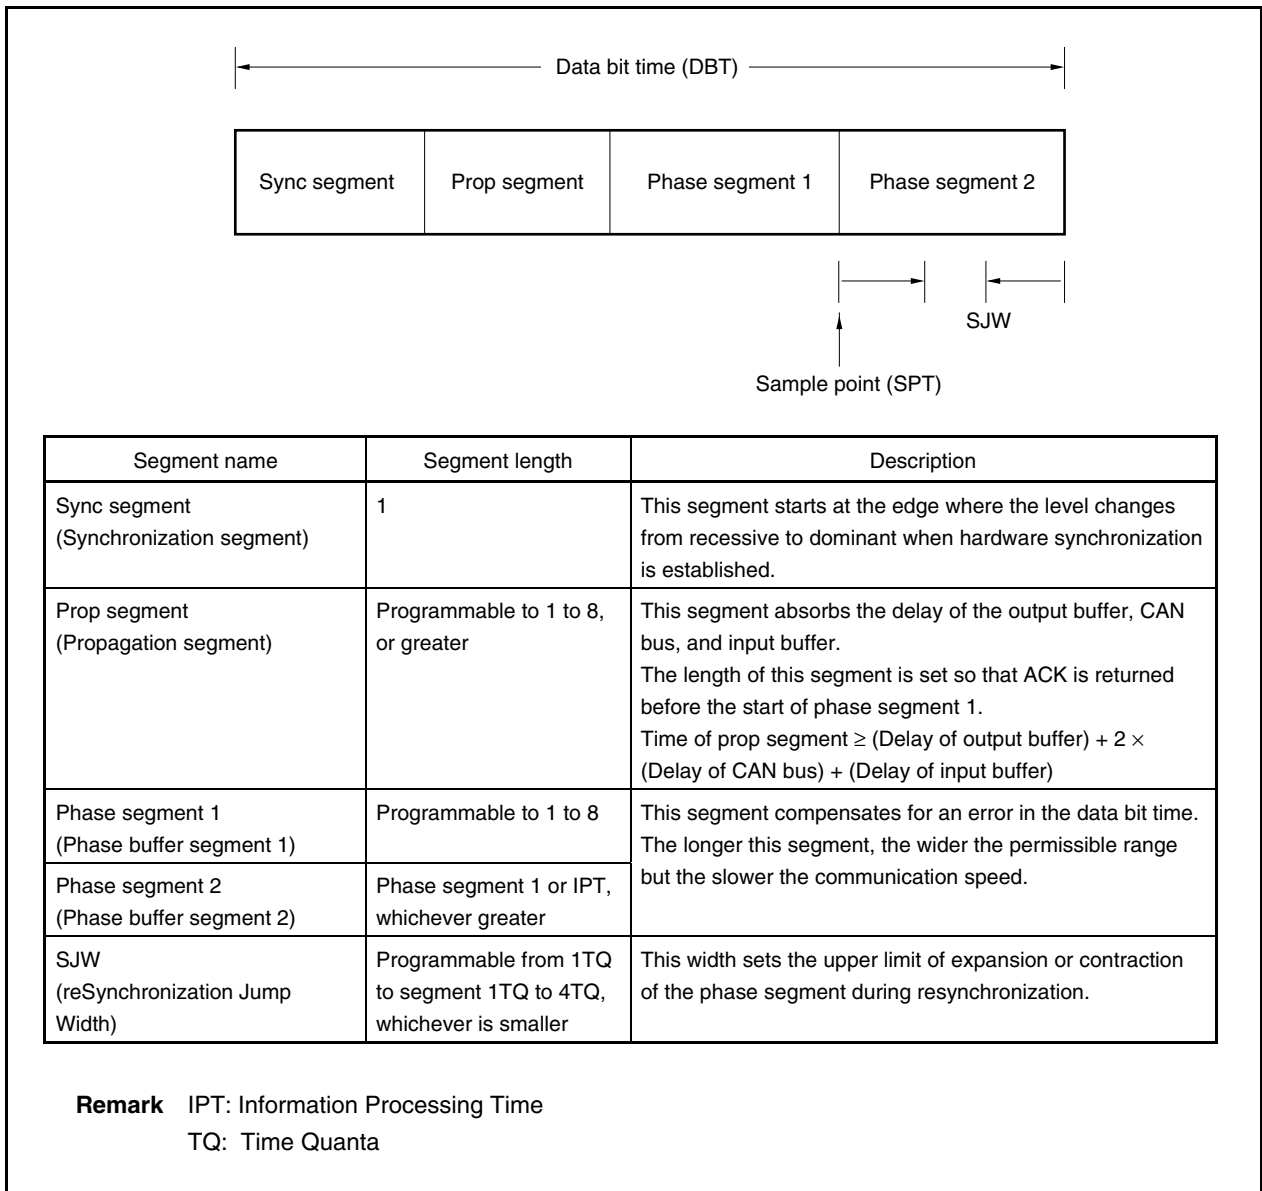 Data bit time (DBT)
Sync segment
Prop segment
Phase segment 1
Phase segment 2
SJW
Sample point (SPT)
Segment name
Segment length
Description
Sync segment
(Synchronization segment)
1
This segment starts at the edge where the level changes
from recessive to dominant when hardware synchronization
is established.
Prop segment
(Propagation segment)
Programmable to 1 to 8,
or greater
This segment absorbs the delay of the output buffer, CAN
bus, and input buffer.
The length of this segment is set so that ACK is returned
before the start of phase segment 1.
Time of prop segment ≥ (Delay of output buffer) + 2 ×
(Delay of CAN bus) + (Delay of input buffer)
Phase segment 1
(Phase buffer segment 1)
Programmable to 1 to 8
This segment compensates for an error in the data bit time.
The longer this segment, the wider the permissible range
but the slower the communication speed.
Phase segment 2
(Phase buffer segment 2)
Phase segment 1 or IPT,
whichever greater
SJW
(reSynchronization Jump
Width)
Programmable from 1TQ
to segment 1TQ to 4TQ,
whichever is smaller
This width sets the upper limit of expansion or contraction
of the phase segment during resynchronization.
Remark IPT: Information Processing Time
TQ: Time Quanta